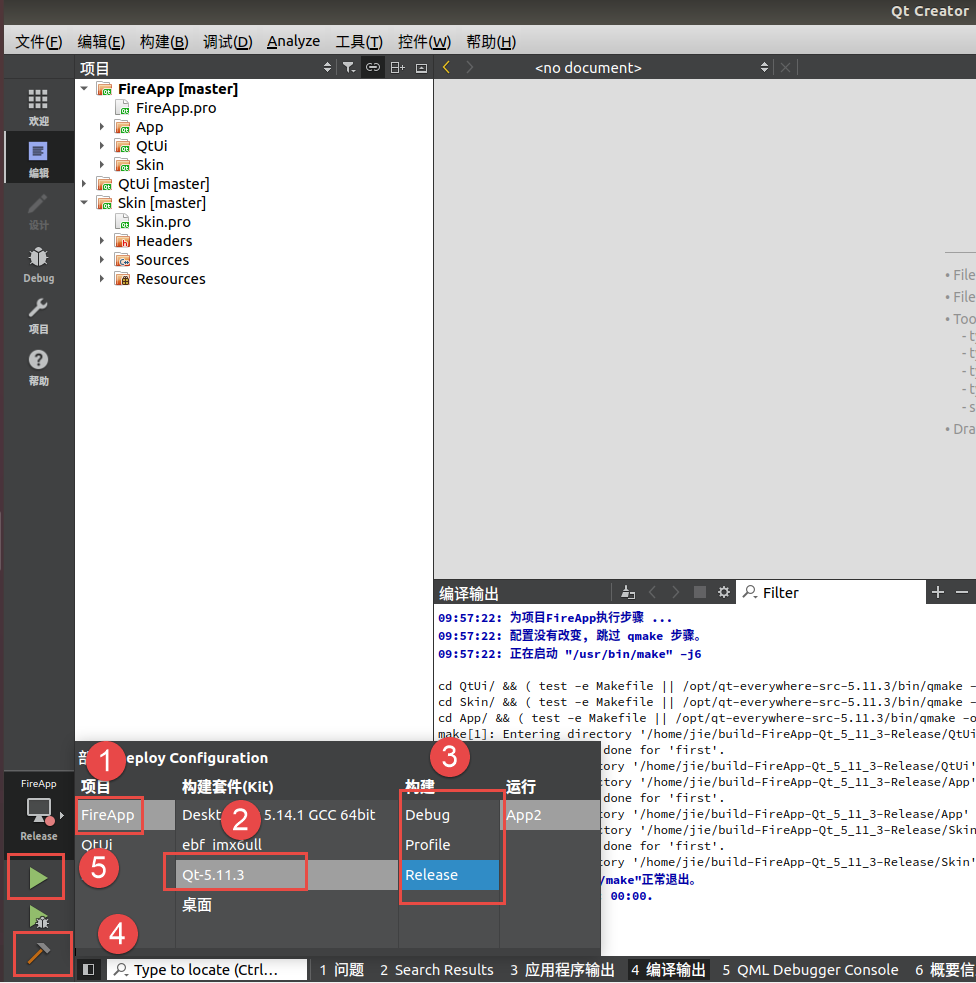 Qt Creator
文件(F) 编辑(E) 构建(B) 调试(D) Analyze 工具(T) 控件(W) 帮助(H)
项目
<no document>
FireApp [master]
FireApp.pro
App
QtUi
Skin
QtUi [master]
Skin [master]
Skin.pro
Headers
Sources
Resources
欢迎
编辑
设计
Debug
项目
帮助
• File
• File
• Too
- t
- t
- t
- t
- s
• Dra
编译输出
Filter
09:57:22: 为项目FireApp执行步骤 ...
09:57:22: 配置没有改变, 跳过 qmake 步骤。
09:57:22: 正在启动 "/usr/bin/make" -j6
cd QtUi/ && ( test -e Makefile || /opt/qt-everywhere-src-5.11.3/bin/qmake -
cd Skin/ && ( test -e Makefile || /opt/qt-everywhere-src-5.11.3/bin/qmake -
cd App/ && ( test -e Makefile || /opt/qt-everywhere-src-5.11.3/bin/qmake -o
make[1]: Entering directory '/home/jie/build-FireApp-Qt_5_11_3-Release/QtUi
done for 'first'.
tory '/home/jie/build-FireApp-Qt_5_11_3-Release/QtUi'
tory '/home/jie/build-FireApp-Qt_5_11_3-Release/App'
done for 'first'.
tory '/home/jie/build-FireApp-Qt_5_11_3-Release/App'
tory '/home/jie/build-FireApp-Qt_5_11_3-Release/Skin
done for 'first'.
tory '/home/jie/build-FireApp-Qt_5_11_3-Release/Skin'
/make"正常退出。
00:00.
1
eploy Configuration
3
项目 构建套件(Kit) 构建 运行
FireApp Deskt 5.14.1 GCC 64bit Debug App2
2
QtUi ebf_imx6ull Profile
5
Qt-5.11.3 Release
桌面
4
FireApp
Release
Type to locate (Ctrl...
1 问题 2 Search Results 3 应用程序输出 4 编译输出 5 QML Debugger Console 6 概要信